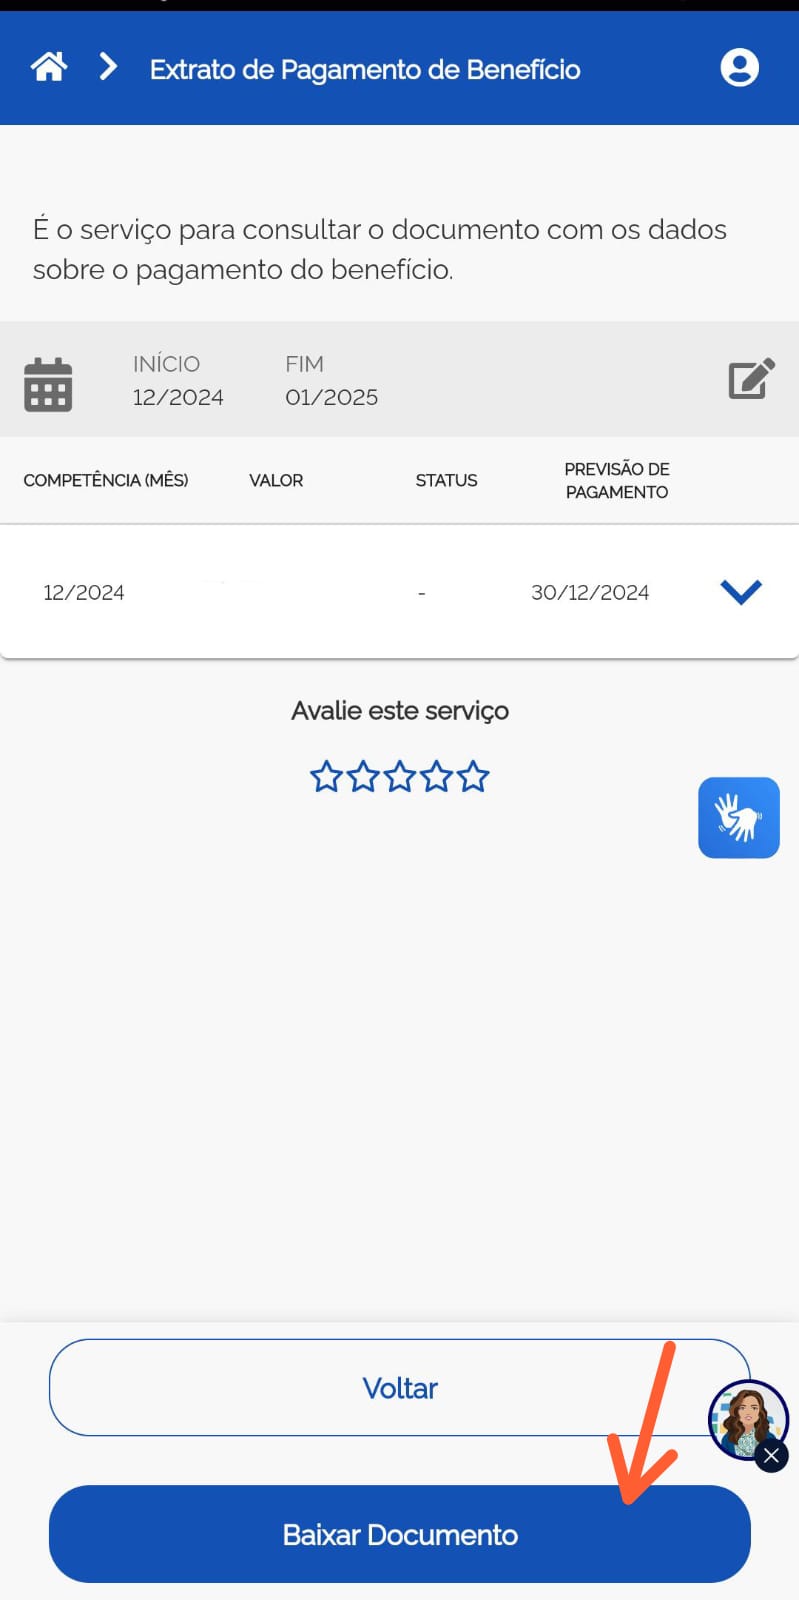 Extrato de Pagamento de Benefício
É o serviço para consultar o documento com os dados
sobre o pagamento do benefício.
INÍCIO
12/2024
FIM
01/2025
COMPETÊNCIA (MÊS)
VALOR
STATUS
PREVISÃO DE
PAGAMENTO
12/2024
-
30/12/2024
Avalie este serviço
Voltar
Baixar Documento